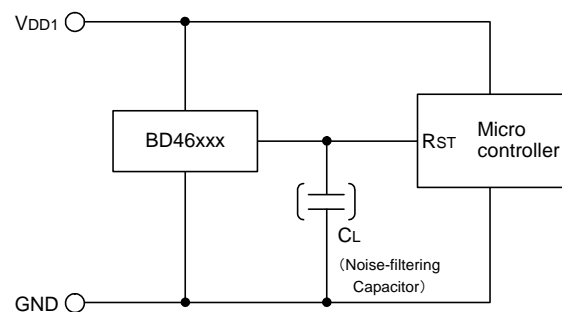 VDD1
BD46xxx
RST
Micro
controller
CL
（Noise-filtering
Capacitor）
GND